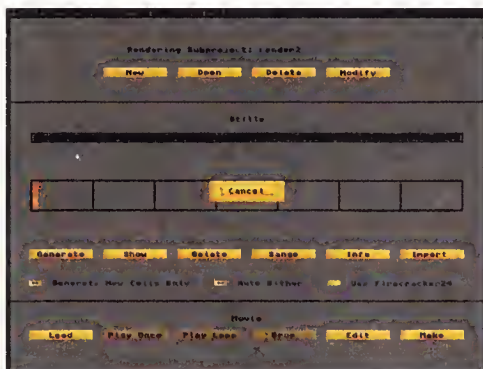 Rendering Subproject: render2
New Open Delete Modify
Stills
Cancel
Generate Show Delete Range Info Import
Generate New Cells Only Auto Dither Use Firecracker24
Movie
Load Play Once Play Loop Edit Make